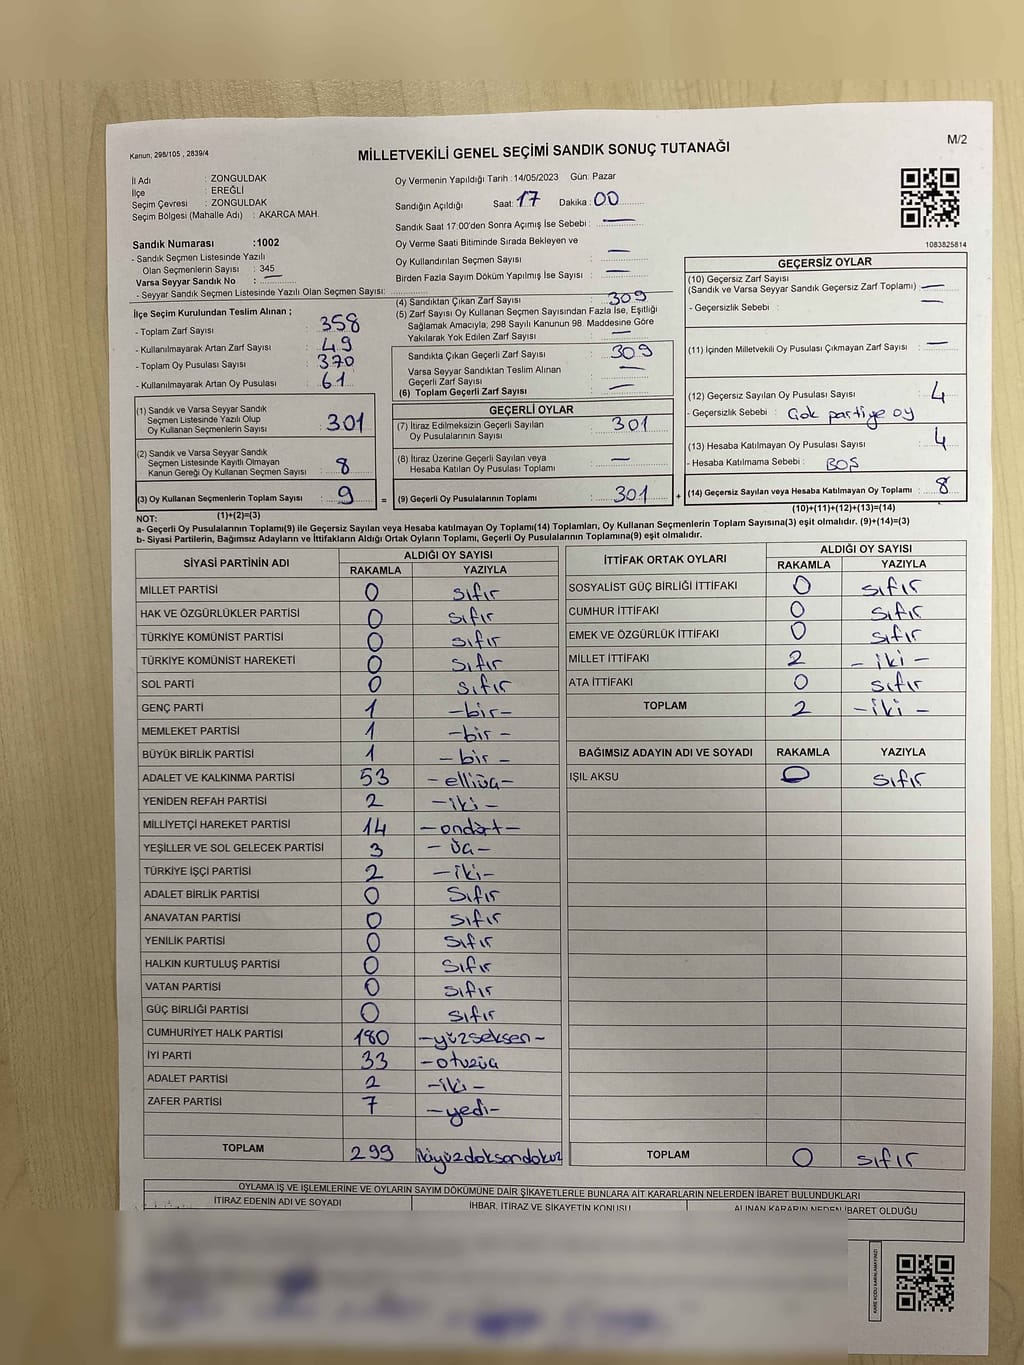 Kanun, 298/105 , 2839/4
M/2
MİLLETVEKİLİ GENEL SEÇİMİ SANDIK SONUÇ TUTANAĞI
İl Adı : ZONGULDAK
İlçe : EREĞLİ
Seçim Çevresi : ZONGULDAK
Seçim Bölgesi (Mahalle Adı) : AKARCA MAH.
Oy Vermenin Yapıldığı Tarih :14/05/2023 Gün: Pazar
Sandığın Açıldığı Saat: 17 Dakika : 00
Sandık Saat 17:00'den Sonra Açımış İse Sebebi : —
Sandık Numarası :1002
- Sandık Seçmen Listesinde Yazılı
Olan Seçmenlerin Sayısı : 345
Varsa Seyyar Sandık No : —
- Seyyar Sandık Seçmen Listesinde Yazılı Olan Seçmen Sayısı:
Oy Verme Saati Bitiminde Sırada Bekleyen ve
Oy Kullandırılan Seçmen Sayısı : —
Birden Fazla Sayım Döküm Yapılmış İse Sayısı : —
1083825814
İlçe Seçim Kurulundan Teslim Alınan ;
- Toplam Zarf Sayısı : 358
- Kullanılmayarak Artan Zarf Sayısı : 49
- Toplam Oy Pusulası Sayısı : 370
- Kullanılmayarak Artan Oy Pusulası : 61
(4) Sandıktan Çıkan Zarf Sayısı : 309
(5) Zarf Sayısı Oy Kullanan Seçmen Sayısından Fazla İse, Eşitliği
Sağlamak Amacıyla; 298 Sayılı Kanunun 98. Maddesine Göre
Yakılarak Yok Edilen Zarf Sayısı : —
Sandıkta Çıkan Geçerli Zarf Sayısı : 309
Varsa Seyyar Sandıktan Teslim Alınan
Geçerli Zarf Sayısı : —
(6) Toplam Geçerli Zarf Sayısı : —
GEÇERSİZ OYLAR
(10) Geçersiz Zarf Sayısı
(Sandık ve Varsa Seyyar Sandık Geçersiz Zarf Toplamı) : —
- Geçersizlik Sebebi : —
(11) İçinden Milletvekili Oy Pusulası Çıkmayan Zarf Sayısı : —
(12) Geçersiz Sayılan Oy Pusulası Sayısı : 4
- Geçersizlik Sebebi : Çok partiye oy
(13) Hesaba Katılmayan Oy Pusulası Sayısı : 4
- Hesaba Katılmama Sebebi : BOŞ
(14) Geçersiz Sayılan veya Hesaba Katılmayan Oy Toplamı : 8
(10)+(11)+(12)+(13)=(14)
(1) Sandık ve Varsa Seyyar Sandık
Seçmen Listesinde Yazılı Olup
Oy Kullanan Seçmenlerin Sayısı : 301
(2) Sandık ve Varsa Seyyar Sandık
Seçmen Listesinde Kayıtlı Olmayan
Kanun Gereği Oy Kullanan Seçmen Sayısı : 8
(3) Oy Kullanan Seçmenlerin Toplam Sayısı : 9 =
(1)+(2)=(3)
GEÇERLİ OYLAR
(7) İtiraz Edilmeksizin Geçerli Sayılan
Oy Pusulalarının Sayısı : 301
(8) İtiraz Üzerine Geçerli Sayılan veya
Hesaba Katılan Oy Pusulası Toplamı : —
(9) Geçerli Oy Pusulalarının Toplamı : 301 +
NOT:
a- Geçerli Oy Pusulalarının Toplamı(9) ile Geçersiz Sayılan veya Hesaba katılmayan Oy Toplamı(14) Toplamları, Oy Kullanan Seçmenlerin Toplam Sayısına(3) eşit olmalıdır. (9)+(14)=(3)
b- Siyasi Partilerin, Bağımsız Adayların ve İttifakların Aldığı Ortak Oyların Toplamı, Geçerli Oy Pusulalarının Toplamına(9) eşit olmalıdır.
SİYASİ PARTİNİN ADI ALDIĞI OY SAYISI
RAKAMLA YAZIYLA
MİLLET PARTİSİ 0 sıfır
HAK VE ÖZGÜRLÜKLER PARTİSİ 0 sıfır
TÜRKİYE KOMÜNİST PARTİSİ 0 sıfır
TÜRKİYE KOMÜNİST HAREKETİ 0 sıfır
SOL PARTİ 0 sıfır
GENÇ PARTİ 1 -bir-
MEMLEKET PARTİSİ 1 -bir-
BÜYÜK BİRLİK PARTİSİ 1 -bir-
ADALET VE KALKINMA PARTİSİ 53 -elliüç-
YENİDEN REFAH PARTİSİ 2 -iki-
MİLLİYETÇİ HAREKET PARTİSİ 14 -ondört-
YEŞİLLER VE SOL GELECEK PARTİSİ 3 -üç-
TÜRKİYE İŞÇİ PARTİSİ 2 -iki-
ADALET BİRLİK PARTİSİ 0 Sıfır
ANAVATAN PARTİSİ 0 sıfır
YENİLİK PARTİSİ 0 sıfır
HALKIN KURTULUŞ PARTİSİ 0 Sıfır
VATAN PARTİSİ 0 sıfır
GÜÇ BİRLİĞİ PARTİSİ 0 sıfır
CUMHURİYET HALK PARTİSİ 180 -yüzseksen-
İYİ PARTİ 33 -otuzüç
ADALET PARTİSİ 2 -iki-
ZAFER PARTİSİ 7 -yedi-
TOPLAM 299 ikiyüzdoksandokuz
İTTİFAK ORTAK OYLARI ALDIĞI OY SAYISI
RAKAMLA YAZIYLA
SOSYALİST GÜÇ BİRLİĞİ İTTİFAKI 0 sıfır
CUMHUR İTTİFAKI 0 sıfır
EMEK VE ÖZGÜRLÜK İTTİFAKI 0 sıfır
MİLLET İTTİFAKI 2 -iki-
ATA İTTİFAKI 0 sıfır
TOPLAM 2 -iki-
BAĞIMSIZ ADAYIN ADI VE SOYADI RAKAMLA YAZIYLA
IŞIL AKSU 0 sıfır
TOPLAM 0 sıfır
OYLAMA İŞ VE İŞLEMLERİNE VE OYLARIN SAYIM DÖKÜMÜNE DAİR ŞİKAYETLERLE BUNLARA AİT KARARLARIN NELERDEN İBARET BULUNDUKLARI
İTİRAZ EDENİN ADI VE SOYADI İHBAR, İTİRAZ VE ŞİKAYETİN KONUSU ALINAN KARARIN NEDEN İBARET OLDUĞU